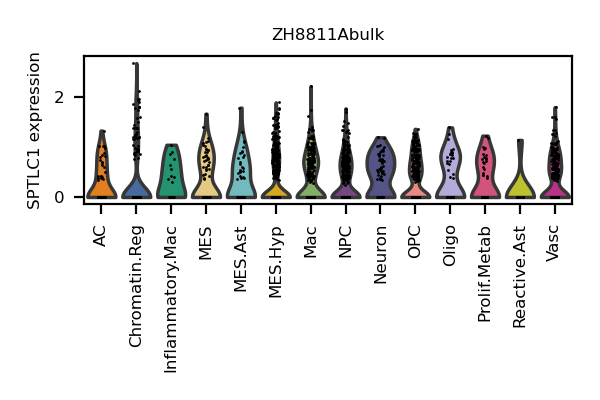 ZH8811Abulk
SPTLC1 expression
2
0
AC
Chromatin.Reg
Inflammatory.Mac
MES
MES.Ast
MES.Hyp
Mac
NPC
Neuron
OPC
Oligo
Prolif.Metab
Reactive.Ast
Vasc